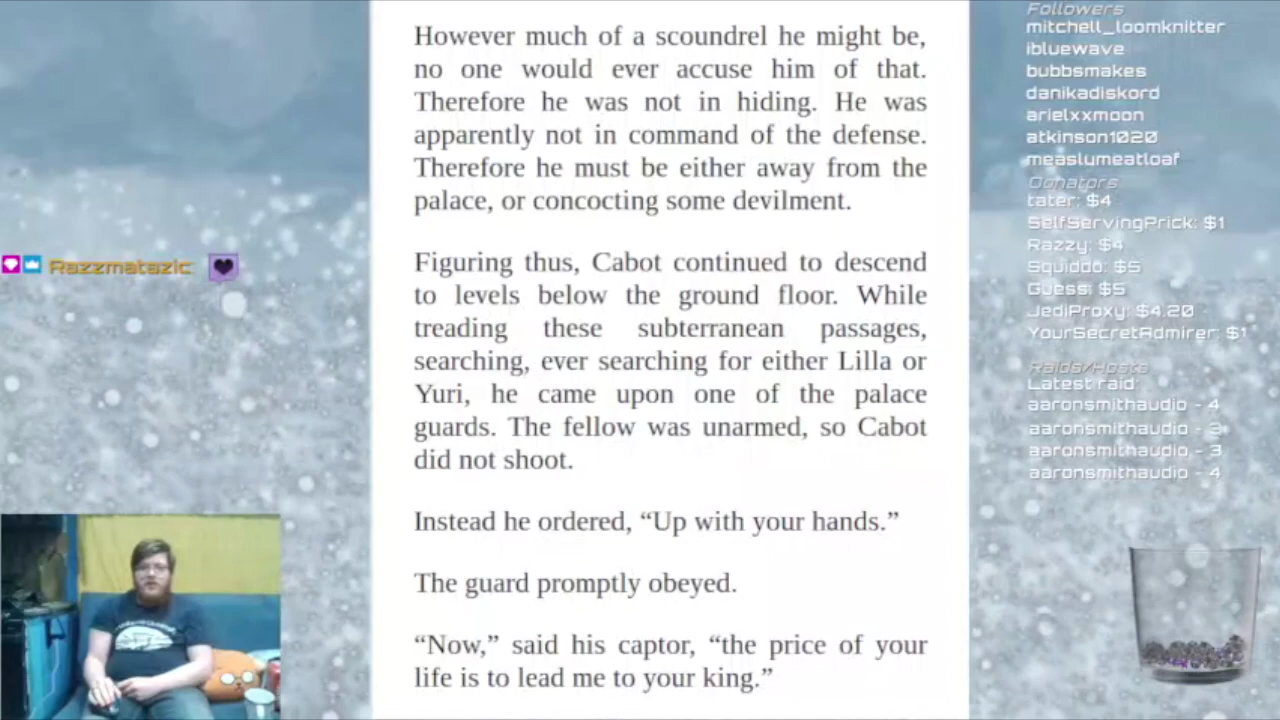 However much of a scoundrel he might be,
no one would ever accuse him of that.
Therefore he was not in hiding. He was
apparently not in command of the defense.
Therefore he must be either away from the
palace, or concocting some devilment.
Figuring thus, Cabot continued to descend
to levels below the ground floor. While
treading these subterranean passages,
searching, ever searching for either Lilla or
Yuri, he came upon one of the palace
guards. The fellow was unarmed, so Cabot
did not shoot.
Instead he ordered, “Up with your hands.”
The guard promptly obeyed.
“Now,” said his captor, “the price of your
life is to lead me to your king.”
Razzmatazic
Followers
mitchell_loomknitter
ibluewave
bubbsmakes
danikadiskord
arielxxmoon
atkinson1020
measlymeatloaf
Donators
tater: $4
SelfServingPrick: $1
Razzy: $4
Squiddo: $5
Guess: $5
JediProxy: $4.20
YourSecretAdmirer: $1
Raids/Hosts
Latest raid:
aaronsmithaudio - 4
aaronsmithaudio - 3
aaronsmithaudio - 3
aaronsmithaudio - 4